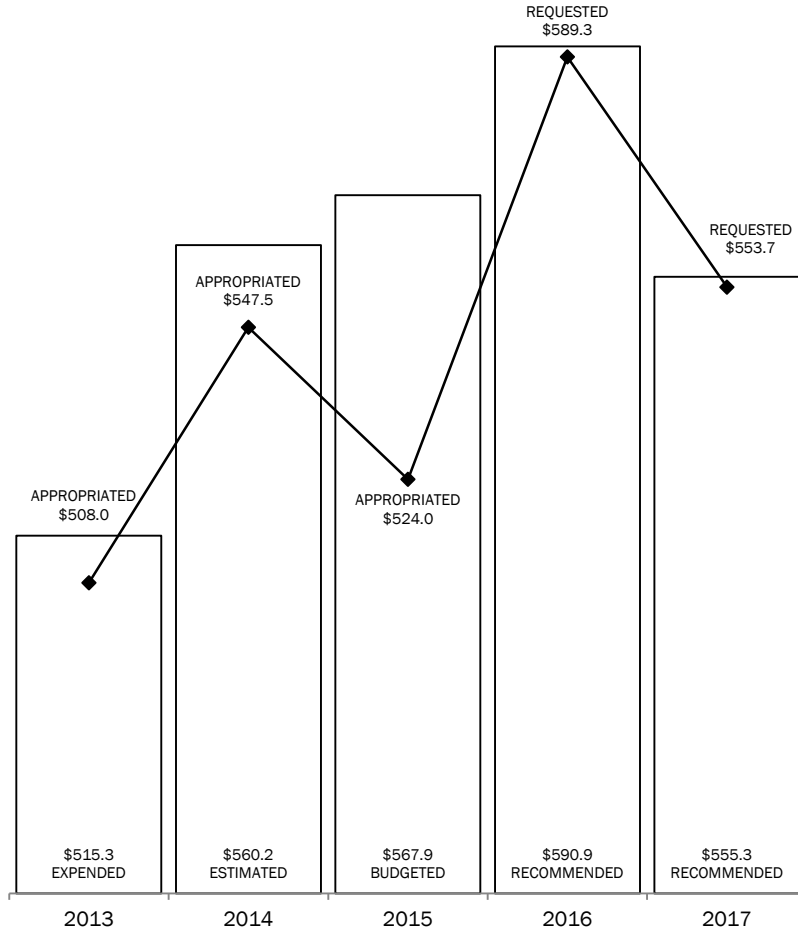 REQUESTED
$589.3
REQUESTED
$553.7
APPROPRIATED
$547.5
APPROPRIATED
$508.0
APPROPRIATED
$524.0
$515.3
EXPENDED
$560.2
ESTIMATED
$567.9
BUDGETED
$590.9
RECOMMENDED
$555.3
RECOMMENDED
2013
2014
2015
2016
2017